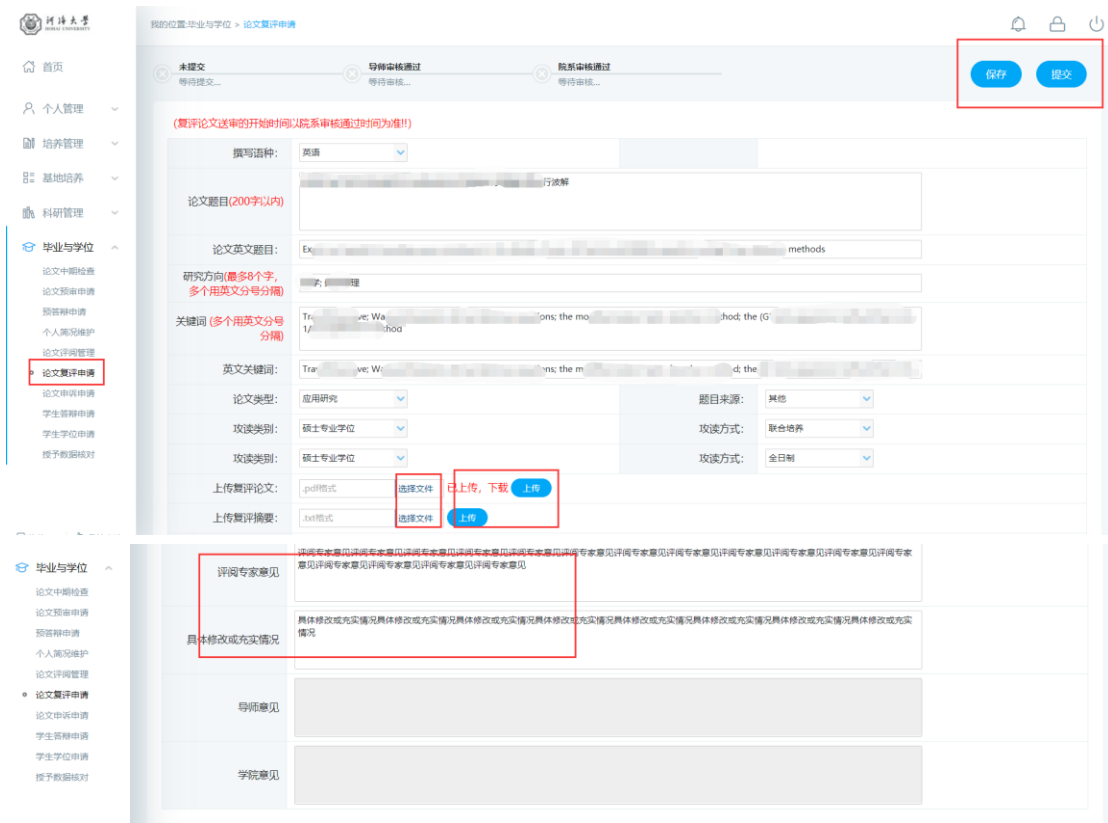 河海大学
HOHAI UNIVERSITY
我的位置:毕业与学位 > 论文复评申请
首页
个人管理
培养管理
基地培养
科研管理
毕业与学位
论文中期检查
论文预审申请
预答辩申请
个人简况维护
论文评阅管理
论文复评申请
论文申诉申请
学生答辩申请
学生学位申请
授予数据核对
未提交
等待提交...
导师审核通过
等待审核...
院系审核通过
等待审核...
保存
提交
(复评论文送审的开始时间以院系审核通过时间为准!!)
撰写语种: 英语
论文题目(200字以内) 行波解
论文英文题目: methods
研究方向(最多8个字,
多个用英文分号分隔) 理
关键词 (多个用英文分号
分隔)
the
英文关键词: the
论文类型: 应用研究 题目来源: 其他
攻读类别: 硕士专业学位 攻读方式: 联合培养
攻读类别: 硕士专业学位 攻读方式: 全日制
上传复评论文: .pdf格式 选择文件 已上传，下载 上传
上传复评摘要: .txt格式 选择文件 上传
毕业与学位
论文中期检查
论文预审申请
预答辩申请
个人简况维护
论文评阅管理
论文复评申请
论文申诉申请
学生答辩申请
学生学位申请
授予数据核对
评阅专家意见
评阅专家意见评阅专家意见评阅专家意见评阅专家意见评阅专家意见评阅专家意见评阅专家意见评阅专家意见评阅专家意见评阅专家意见评阅专家意见评阅专家
意见评阅专家意见评阅专家意见评阅专家意见评阅专家意见
具体修改或充实情况
具体修改或充实情况具体修改或充实情况具体修改或充实情况具体修改或充实情况具体修改或充实情况具体修改或充实情况具体修改或充实情况具体修改或充实
情况
导师意见
学院意见